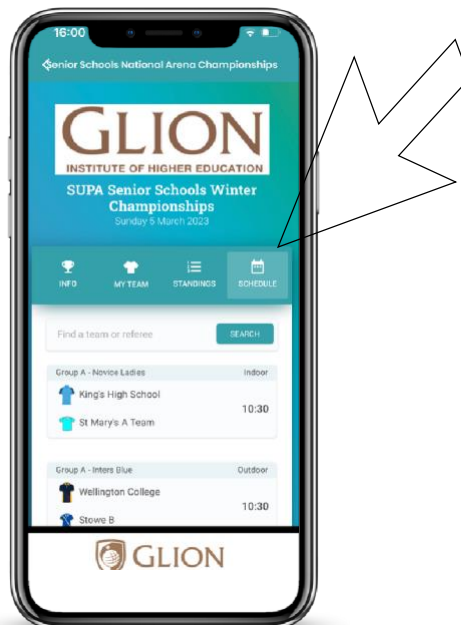 16:00
Senior Schools National Arena Championships
GLION
INSTITUTE OF HIGHER EDUCATION
SUPA Senior Schools Winter
Championships
Sunday 5 March 2023
INFO MY TEAM STANDINGS SCHEDULE
Find a team or referee SEARCH
Group A - Novice Ladies Indoor
King's High School
10:30
St Mary's A Team
Group A - Inters Blue Outdoor
Wellington College
10:30
Stowe B
GLION